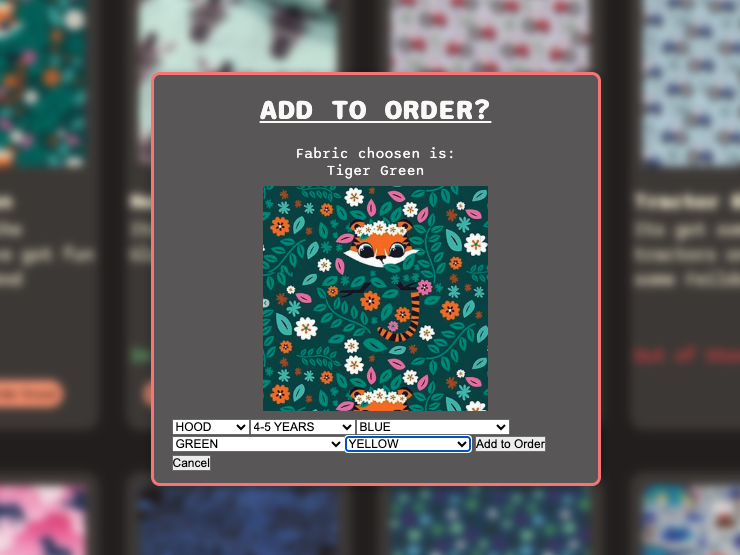 ADD TO ORDER?
Fabric choosen is:
Tiger Green
HOOD 4-5 YEARS BLUE
GREEN YELLOW Add to Order
Cancel
Tractor